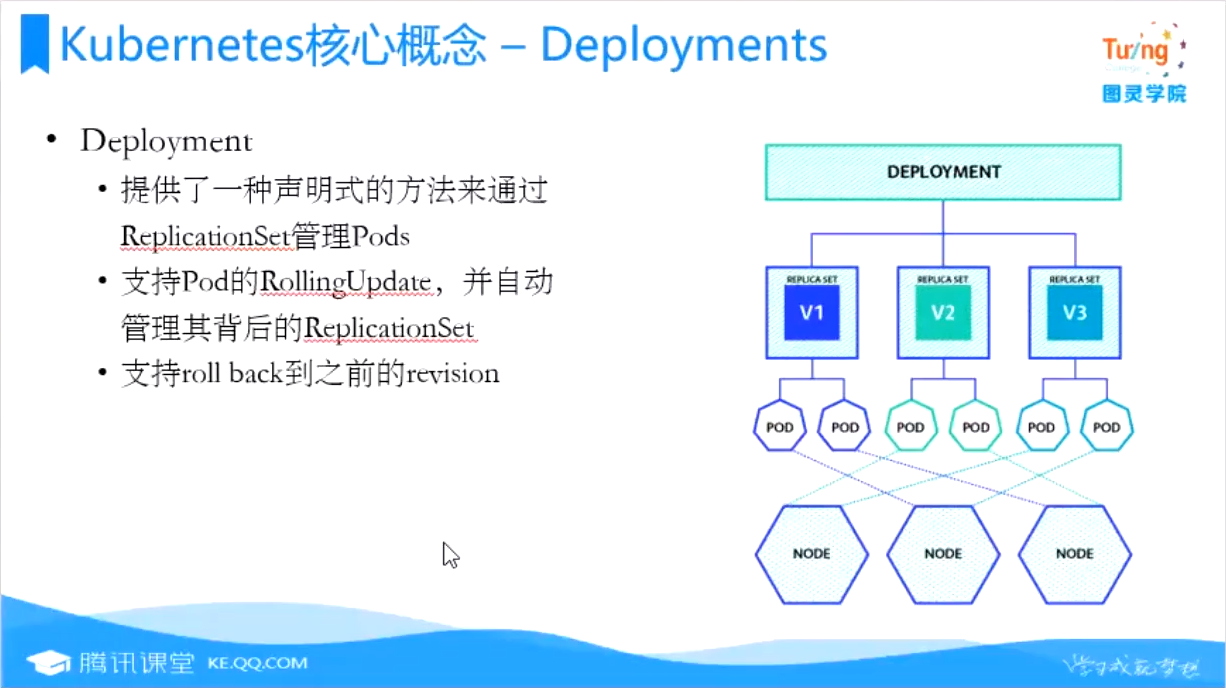 Kubernetes核心概念 – Deployments
Turing
图灵学院
• Deployment
• 提供了一种声明式的方法来通过
ReplicationSet管理Pods
• 支持Pod的RollingUpdate，并自动
管理其背后的ReplicationSet
• 支持roll back到之前的revision
DEPLOYMENT
REPLICA SET REPLICA SET REPLICA SET
V1 V2 V3
POD POD POD POD POD POD
NODE NODE NODE
腾讯课堂 KE.QQ.COM
学习成就梦想